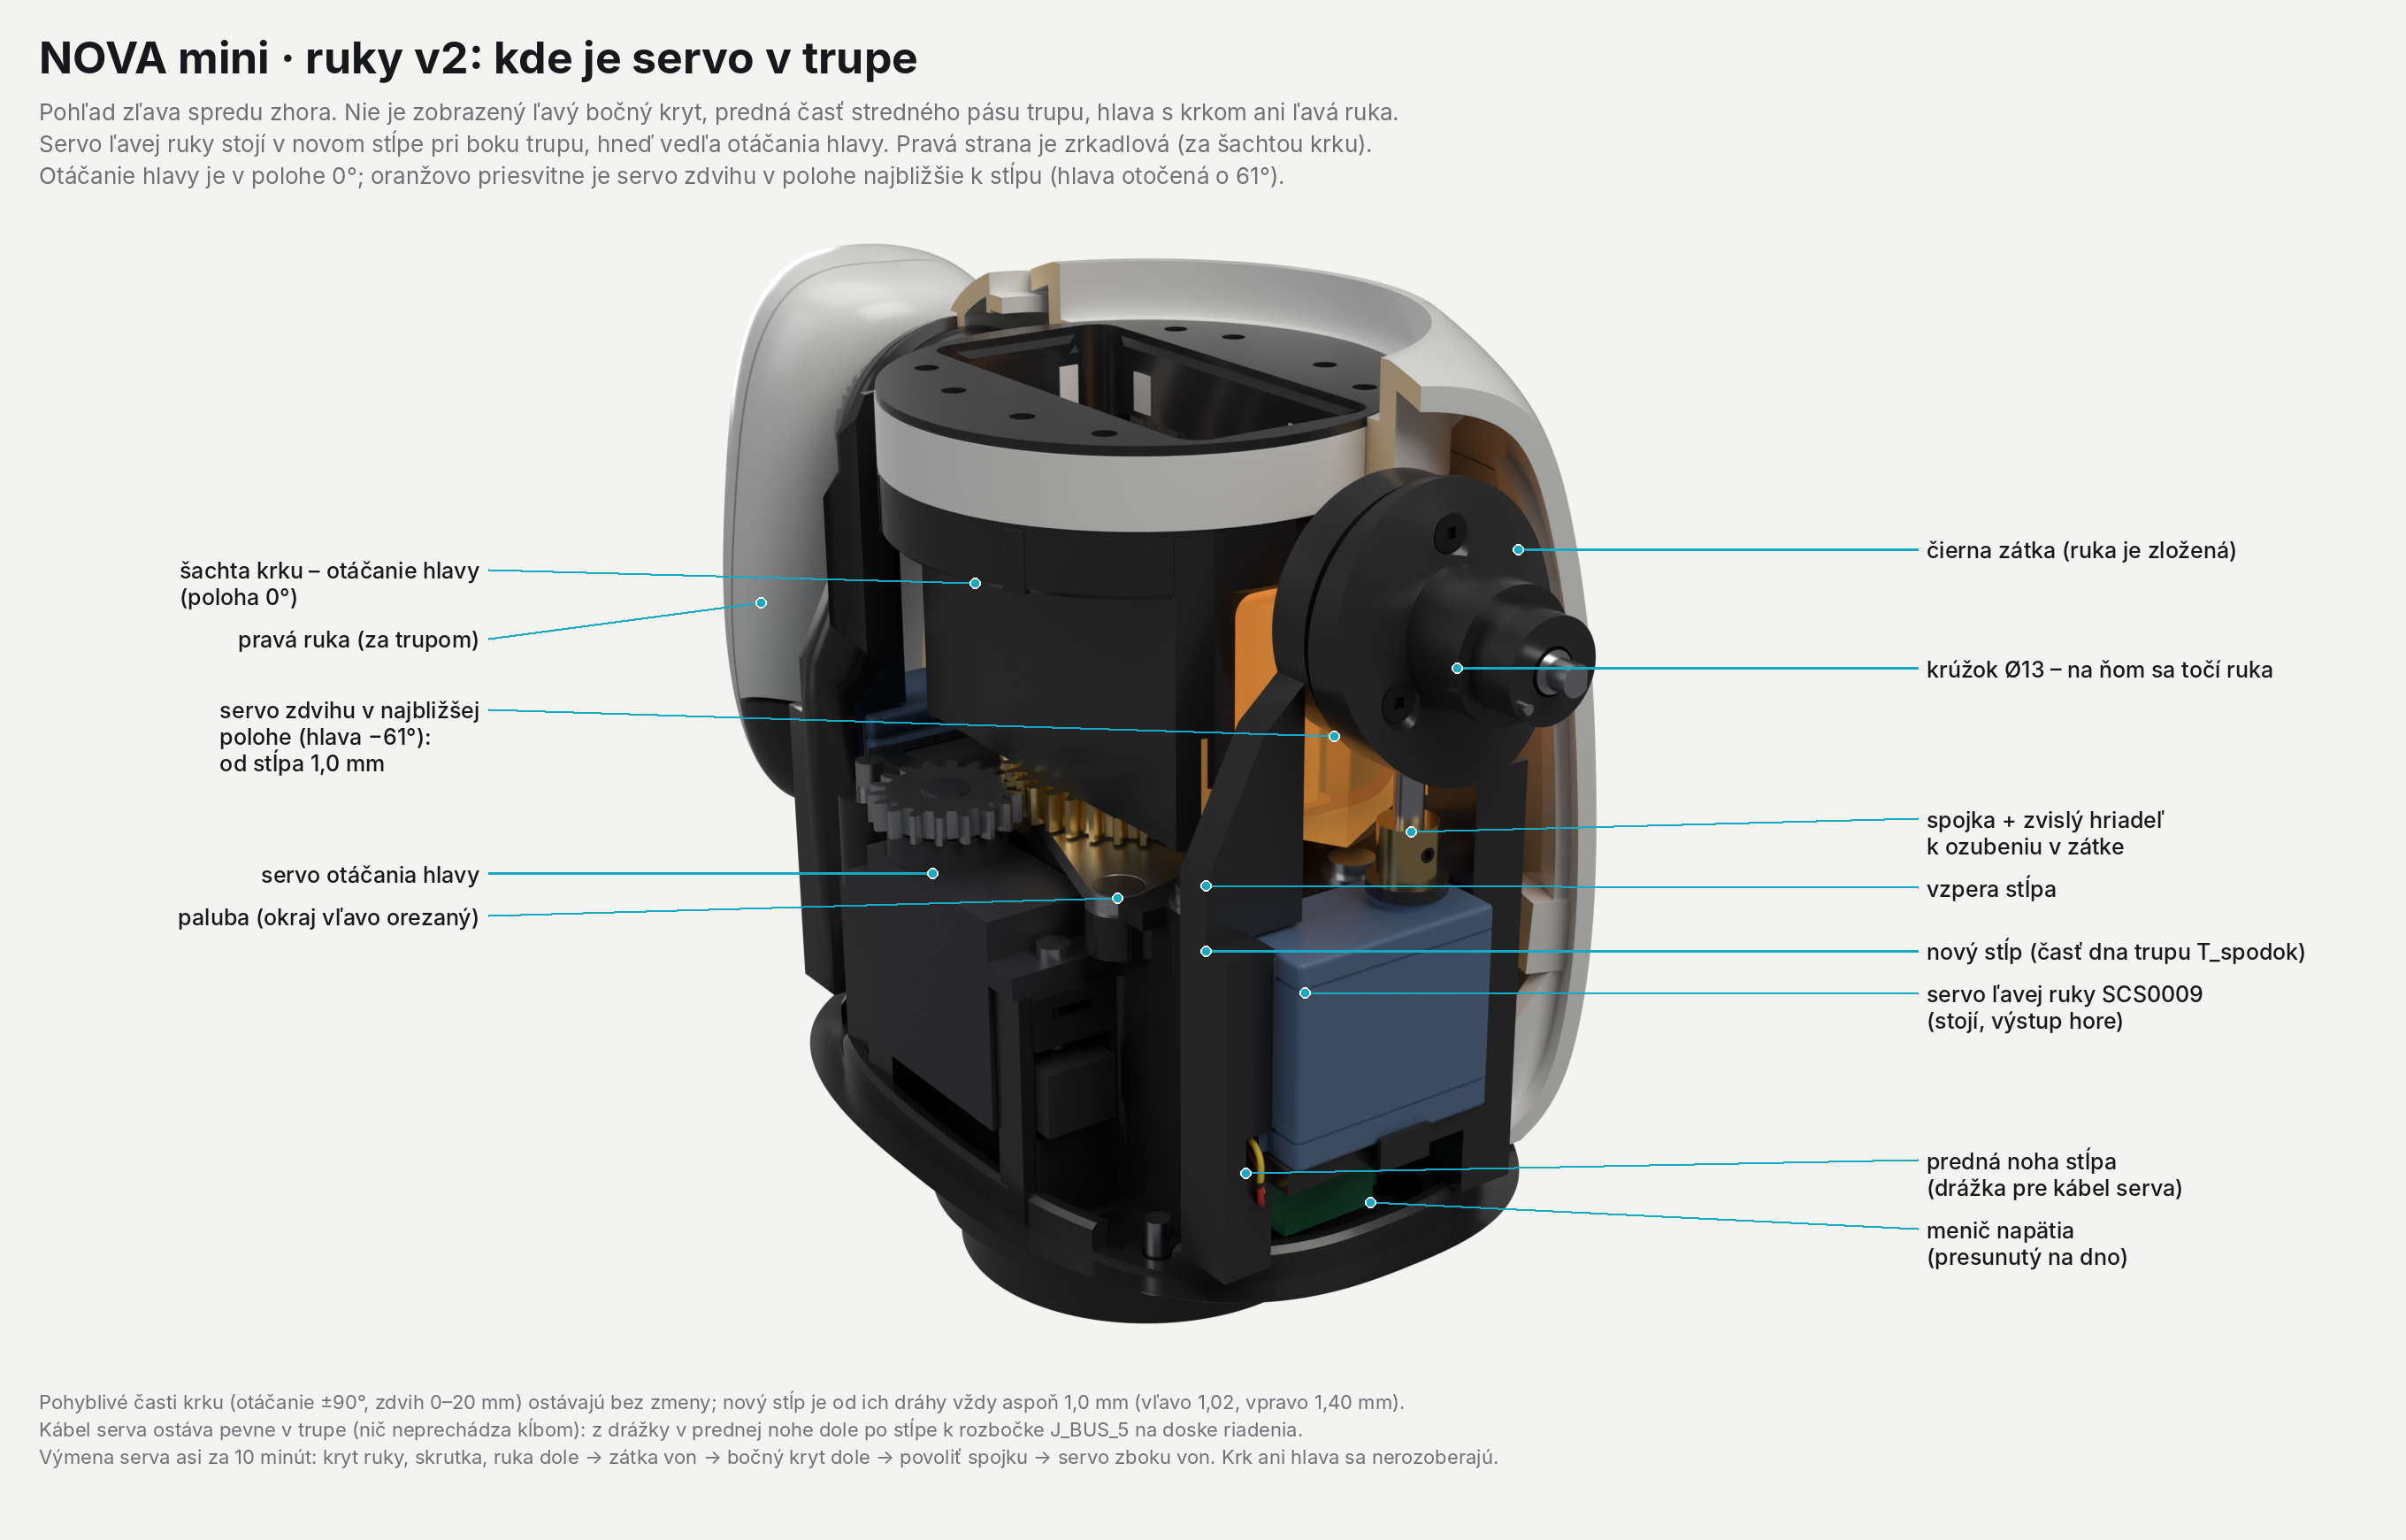 NOVA mini · ruky v2: kde je servo v trupe
Pohľad zľava spredu zhora. Nie je zobrazený ľavý bočný kryt, predná časť stredného pásu trupu, hlava s krkom ani ľavá ruka.
Servo ľavej ruky stojí v novom stĺpe pri boku trupu, hneď vedľa otáčania hlavy. Pravá strana je zrkadlová (za šachtou krku).
Otáčanie hlavy je v polohe 0°; oranžovo priesvitne je servo zdvihu v polohe najbližšie k stĺpu (hlava otočená o 61°).
šachta krku – otáčanie hlavy
(poloha 0°)
pravá ruka (za trupom)
servo zdvihu v najbližšej
polohe (hlava −61°):
od stĺpa 1,0 mm
servo otáčania hlavy
paluba (okraj vľavo orezaný)
čierna zátka (ruka je zložená)
krúžok Ø13 – na ňom sa točí ruka
spojka + zvislý hriadeľ
k ozubeniu v zátke
vzpera stĺpa
nový stĺp (časť dna trupu T_spodok)
servo ľavej ruky SCS0009
(stojí, výstup hore)
predná noha stĺpa
(drážka pre kábel serva)
menič napätia
(presunutý na dno)
Pohyblivé časti krku (otáčanie ±90°, zdvih 0–20 mm) ostávajú bez zmeny; nový stĺp je od ich dráhy vždy aspoň 1,0 mm (vľavo 1,02, vpravo 1,40 mm).
Kábel serva ostáva pevne v trupe (nič neprechádza kĺbom): z drážky v prednej nohe dole po stĺpe k rozbočke J_BUS_5 na doske riadenia.
Výmena serva asi za 10 minút: kryt ruky, skrutka, ruka dole → zátka von → bočný kryt dole → povoliť spojku → servo zboku von. Krk ani hlava sa nerozoberajú.